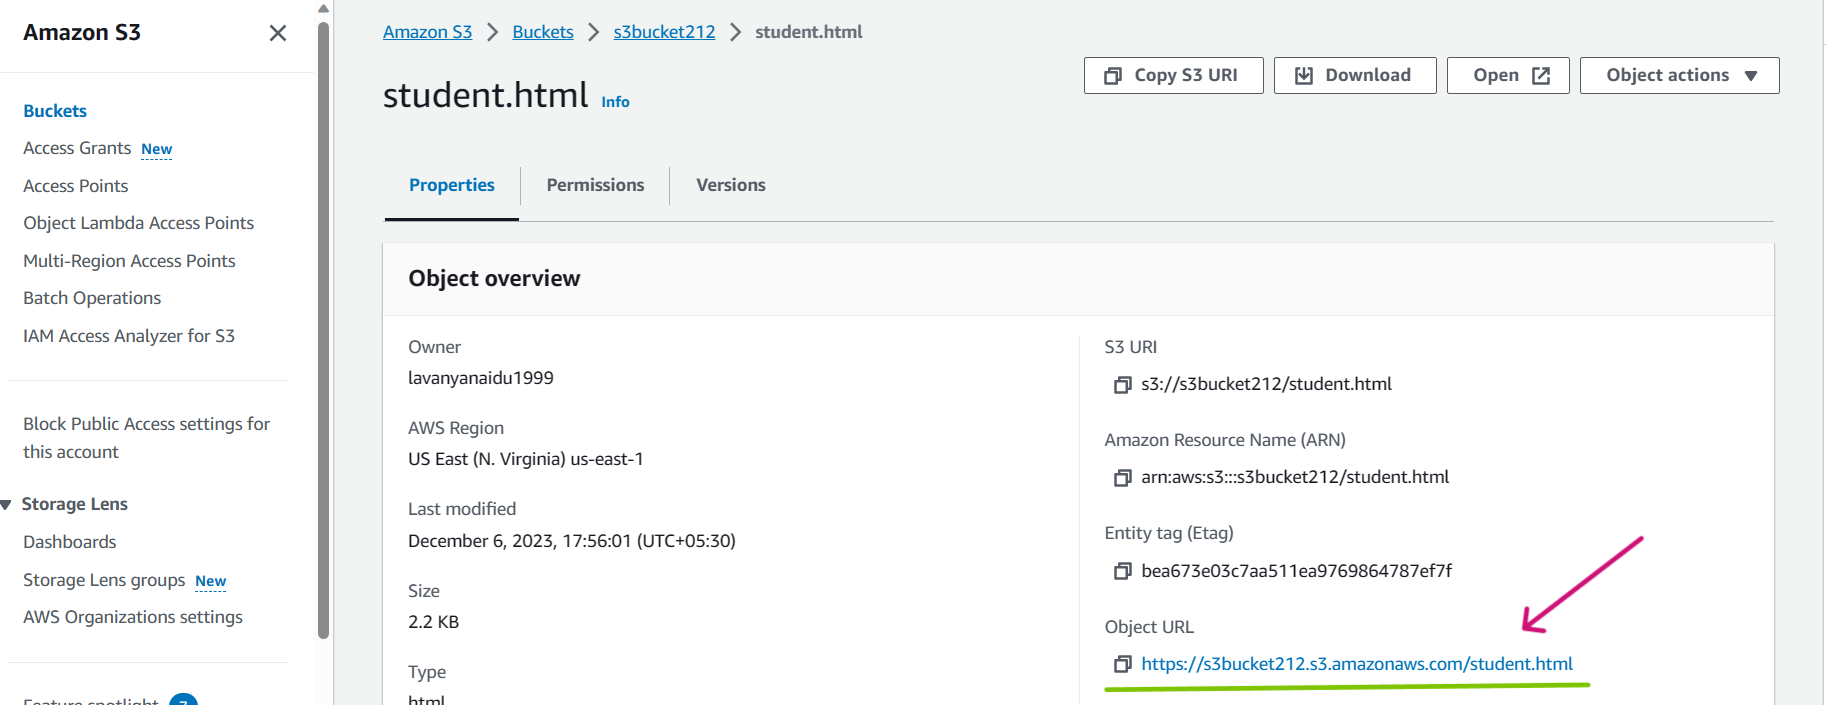 Amazon S3
Buckets
Access Grants New
Access Points
Object Lambda Access Points
Multi-Region Access Points
Batch Operations
IAM Access Analyzer for S3
Block Public Access settings for
this account
Storage Lens
Dashboards
Storage Lens groups New
AWS Organizations settings
Feature spotlight 7
Amazon S3 Buckets s3bucket212 student.html
student.html Info
Copy S3 URI Download Open Object actions
Properties Permissions Versions
Object overview
Owner
lavanyanaidu1999
AWS Region
US East (N. Virginia) us-east-1
Last modified
December 6, 2023, 17:56:01 (UTC+05:30)
Size
2.2 KB
Type
html
S3 URI
s3://s3bucket212/student.html
Amazon Resource Name (ARN)
arn:aws:s3:::s3bucket212/student.html
Entity tag (Etag)
bea673e03c7aa511ea9769864787ef7f
Object URL
https://s3bucket212.s3.amazonaws.com/student.html